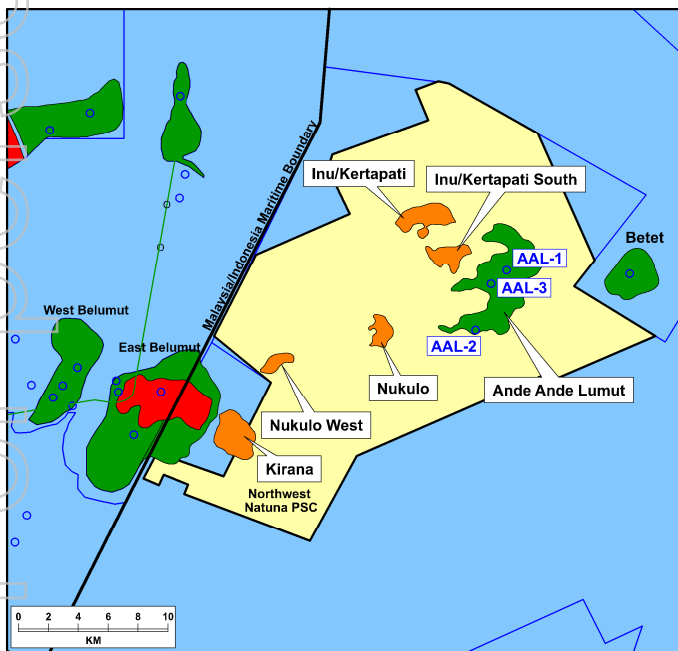 Malaysia/Indonesia Maritime Boundary
Inu/Kertapati
Inu/Kertapati South
Betet
AAL-1
AAL-3
AAL-2
West Belumut
East Belumut
Nukulo
Ande Ande Lumut
Nukulo West
Kirana
Northwest
Natuna PSC
0 2 4 6 8 10
KM